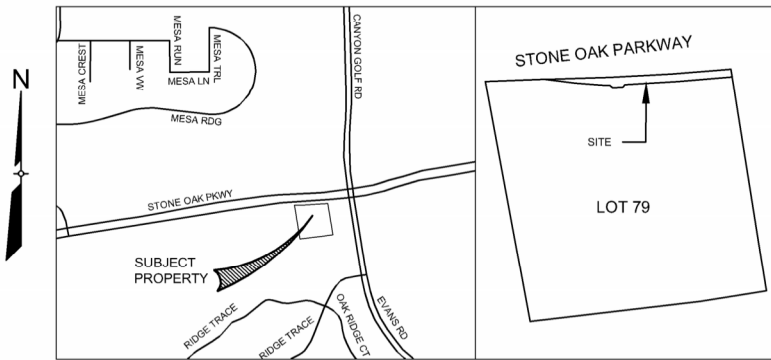 N
MESA CREST
MESA VW
MESA RUN
MESA TRL
MESA LN
MESA RDG
CANYON GOLF RD
STONE OAK PKWY
SUBJECT
PROPERTY
RIDGE TRACE
RIDGE TRACE
OAK RIDGE CT
EVANS RD
STONE OAK PARKWAY
SITE
LOT 79